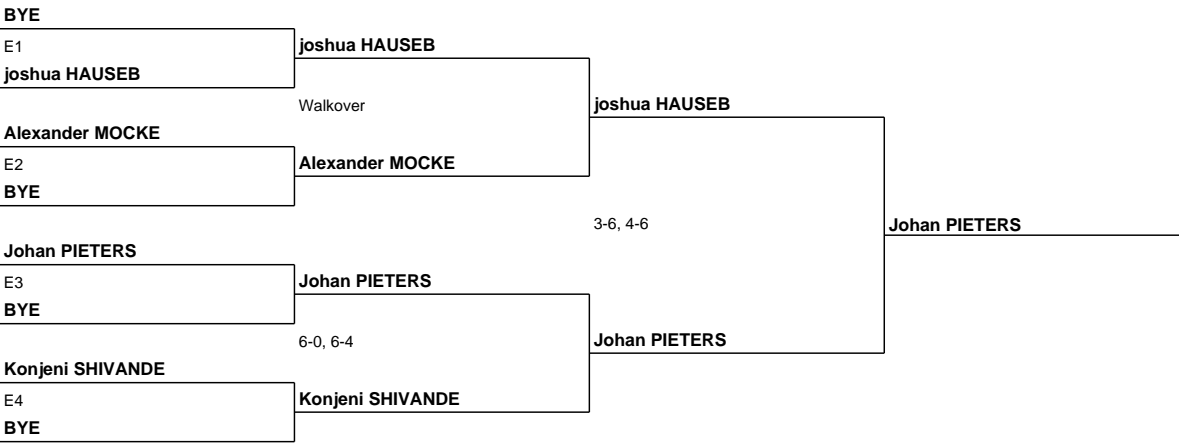 BYE
E1
joshua HAUSEB
joshua HAUSEB
Walkover
joshua HAUSEB
Alexander MOCKE
E2
Alexander MOCKE
BYE
3-6, 4-6
Johan PIETERS
Johan PIETERS
E3
Johan PIETERS
BYE
6-0, 6-4
Johan PIETERS
Konjeni SHIVANDE
E4
Konjeni SHIVANDE
BYE